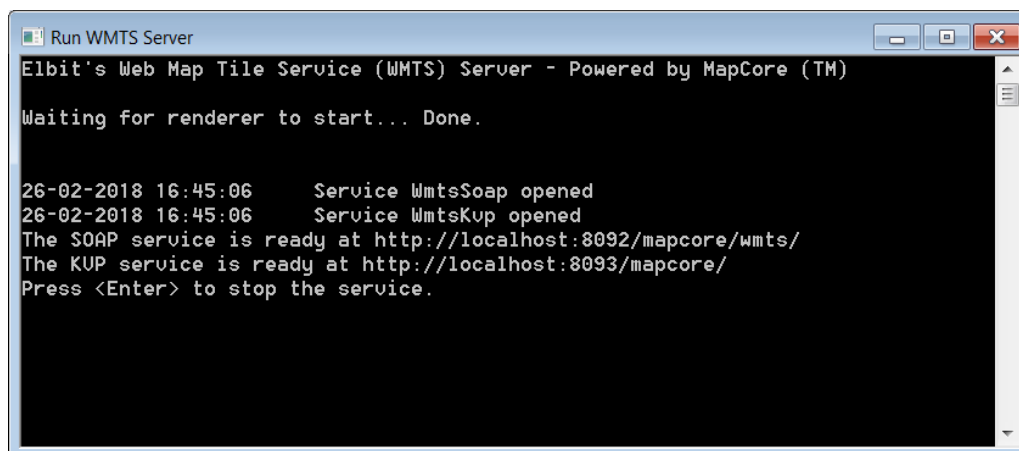 Run WMTS Server
Elbit's Web Map Tile Service (WMTS) Server - Powered by MapCore (TM)
Waiting for renderer to start... Done.
26-02-2018 16:45:06 Service WmtsSoap opened
26-02-2018 16:45:06 Service WmtsKvp opened
The SOAP service is ready at http://localhost:8092/mapcore/wmts/
The KVP service is ready at http://localhost:8093/mapcore/
Press <Enter> to stop the service.